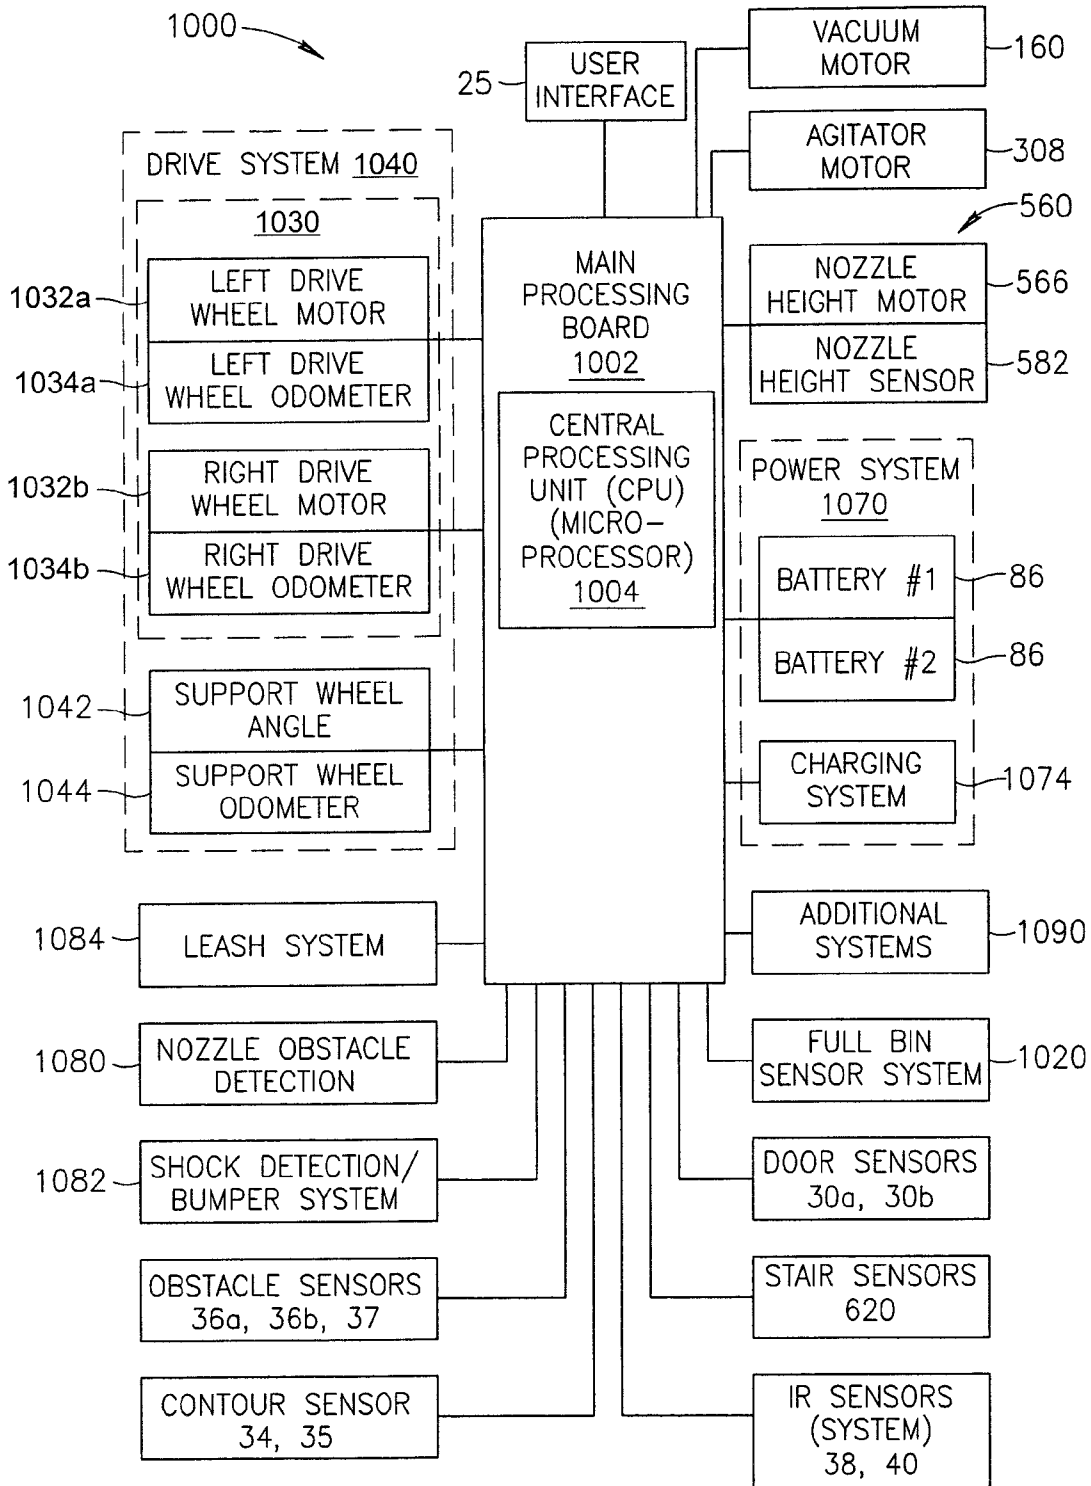 1000
25
USER
INTERFACE
VACUUM
MOTOR
160
AGITATOR
MOTOR
308
560
DRIVE SYSTEM 1040
1030
1032a
LEFT DRIVE
WHEEL MOTOR
1034a
LEFT DRIVE
WHEEL ODOMETER
1032b
RIGHT DRIVE
WHEEL MOTOR
1034b
RIGHT DRIVE
WHEEL ODOMETER
1042
SUPPORT WHEEL
ANGLE
1044
SUPPORT WHEEL
ODOMETER
MAIN
PROCESSING
BOARD
1002
CENTRAL
PROCESSING
UNIT (CPU)
(MICRO-
PROCESSOR)
1004
NOZZLE
HEIGHT MOTOR
566
NOZZLE
HEIGHT SENSOR
582
POWER SYSTEM
1070
BATTERY #1
86
BATTERY #2
86
CHARGING
SYSTEM
1074
1084
LEASH SYSTEM
ADDITIONAL
SYSTEMS
1090
1080
NOZZLE OBSTACLE
DETECTION
FULL BIN
SENSOR SYSTEM
1020
1082
SHOCK DETECTION/
BUMPER SYSTEM
DOOR SENSORS
30a, 30b
OBSTACLE SENSORS
36a, 36b, 37
STAIR SENSORS
620
CONTOUR SENSOR
34, 35
IR SENSORS
(SYSTEM)
38, 40